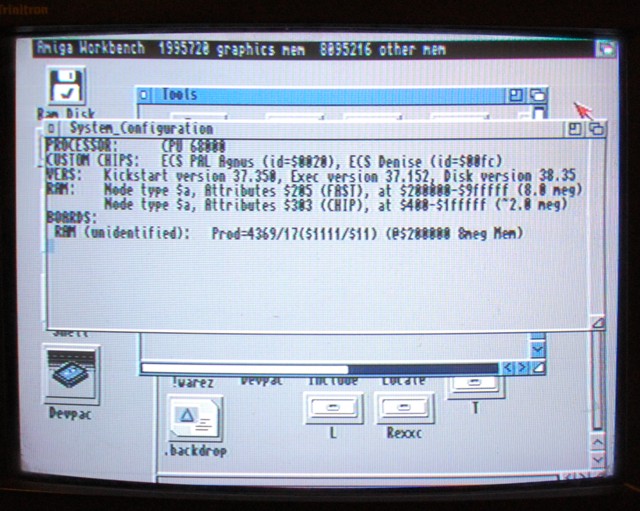 Trinitron
Amiga Workbench 1995720 graphics mem 8095216 other mem
Ram Disk
Tools
System_Configuration
PROCESSOR: CPU 68000
CUSTOM CHIPS: ECS PAL Agnus (id=$0020), ECS Denise (id=$00fc)
VERS: Kickstart version 37.350, Exec version 37.152, Disk version 38.35
RAM: Node type $a, Attributes $205 (FAST), at $200000-$9fffff (8.0 meg)
Node type $a, Attributes $303 (CHIP), at $400-$1fffff (~2.0 meg)
BOARDS:
RAM (unidentified): Prod=4369/17($1111/$11) (@$200000 8meg Mem)
Shell
!warez Devpac Include Locale
Devpac
L Rexxc T
.backdrop